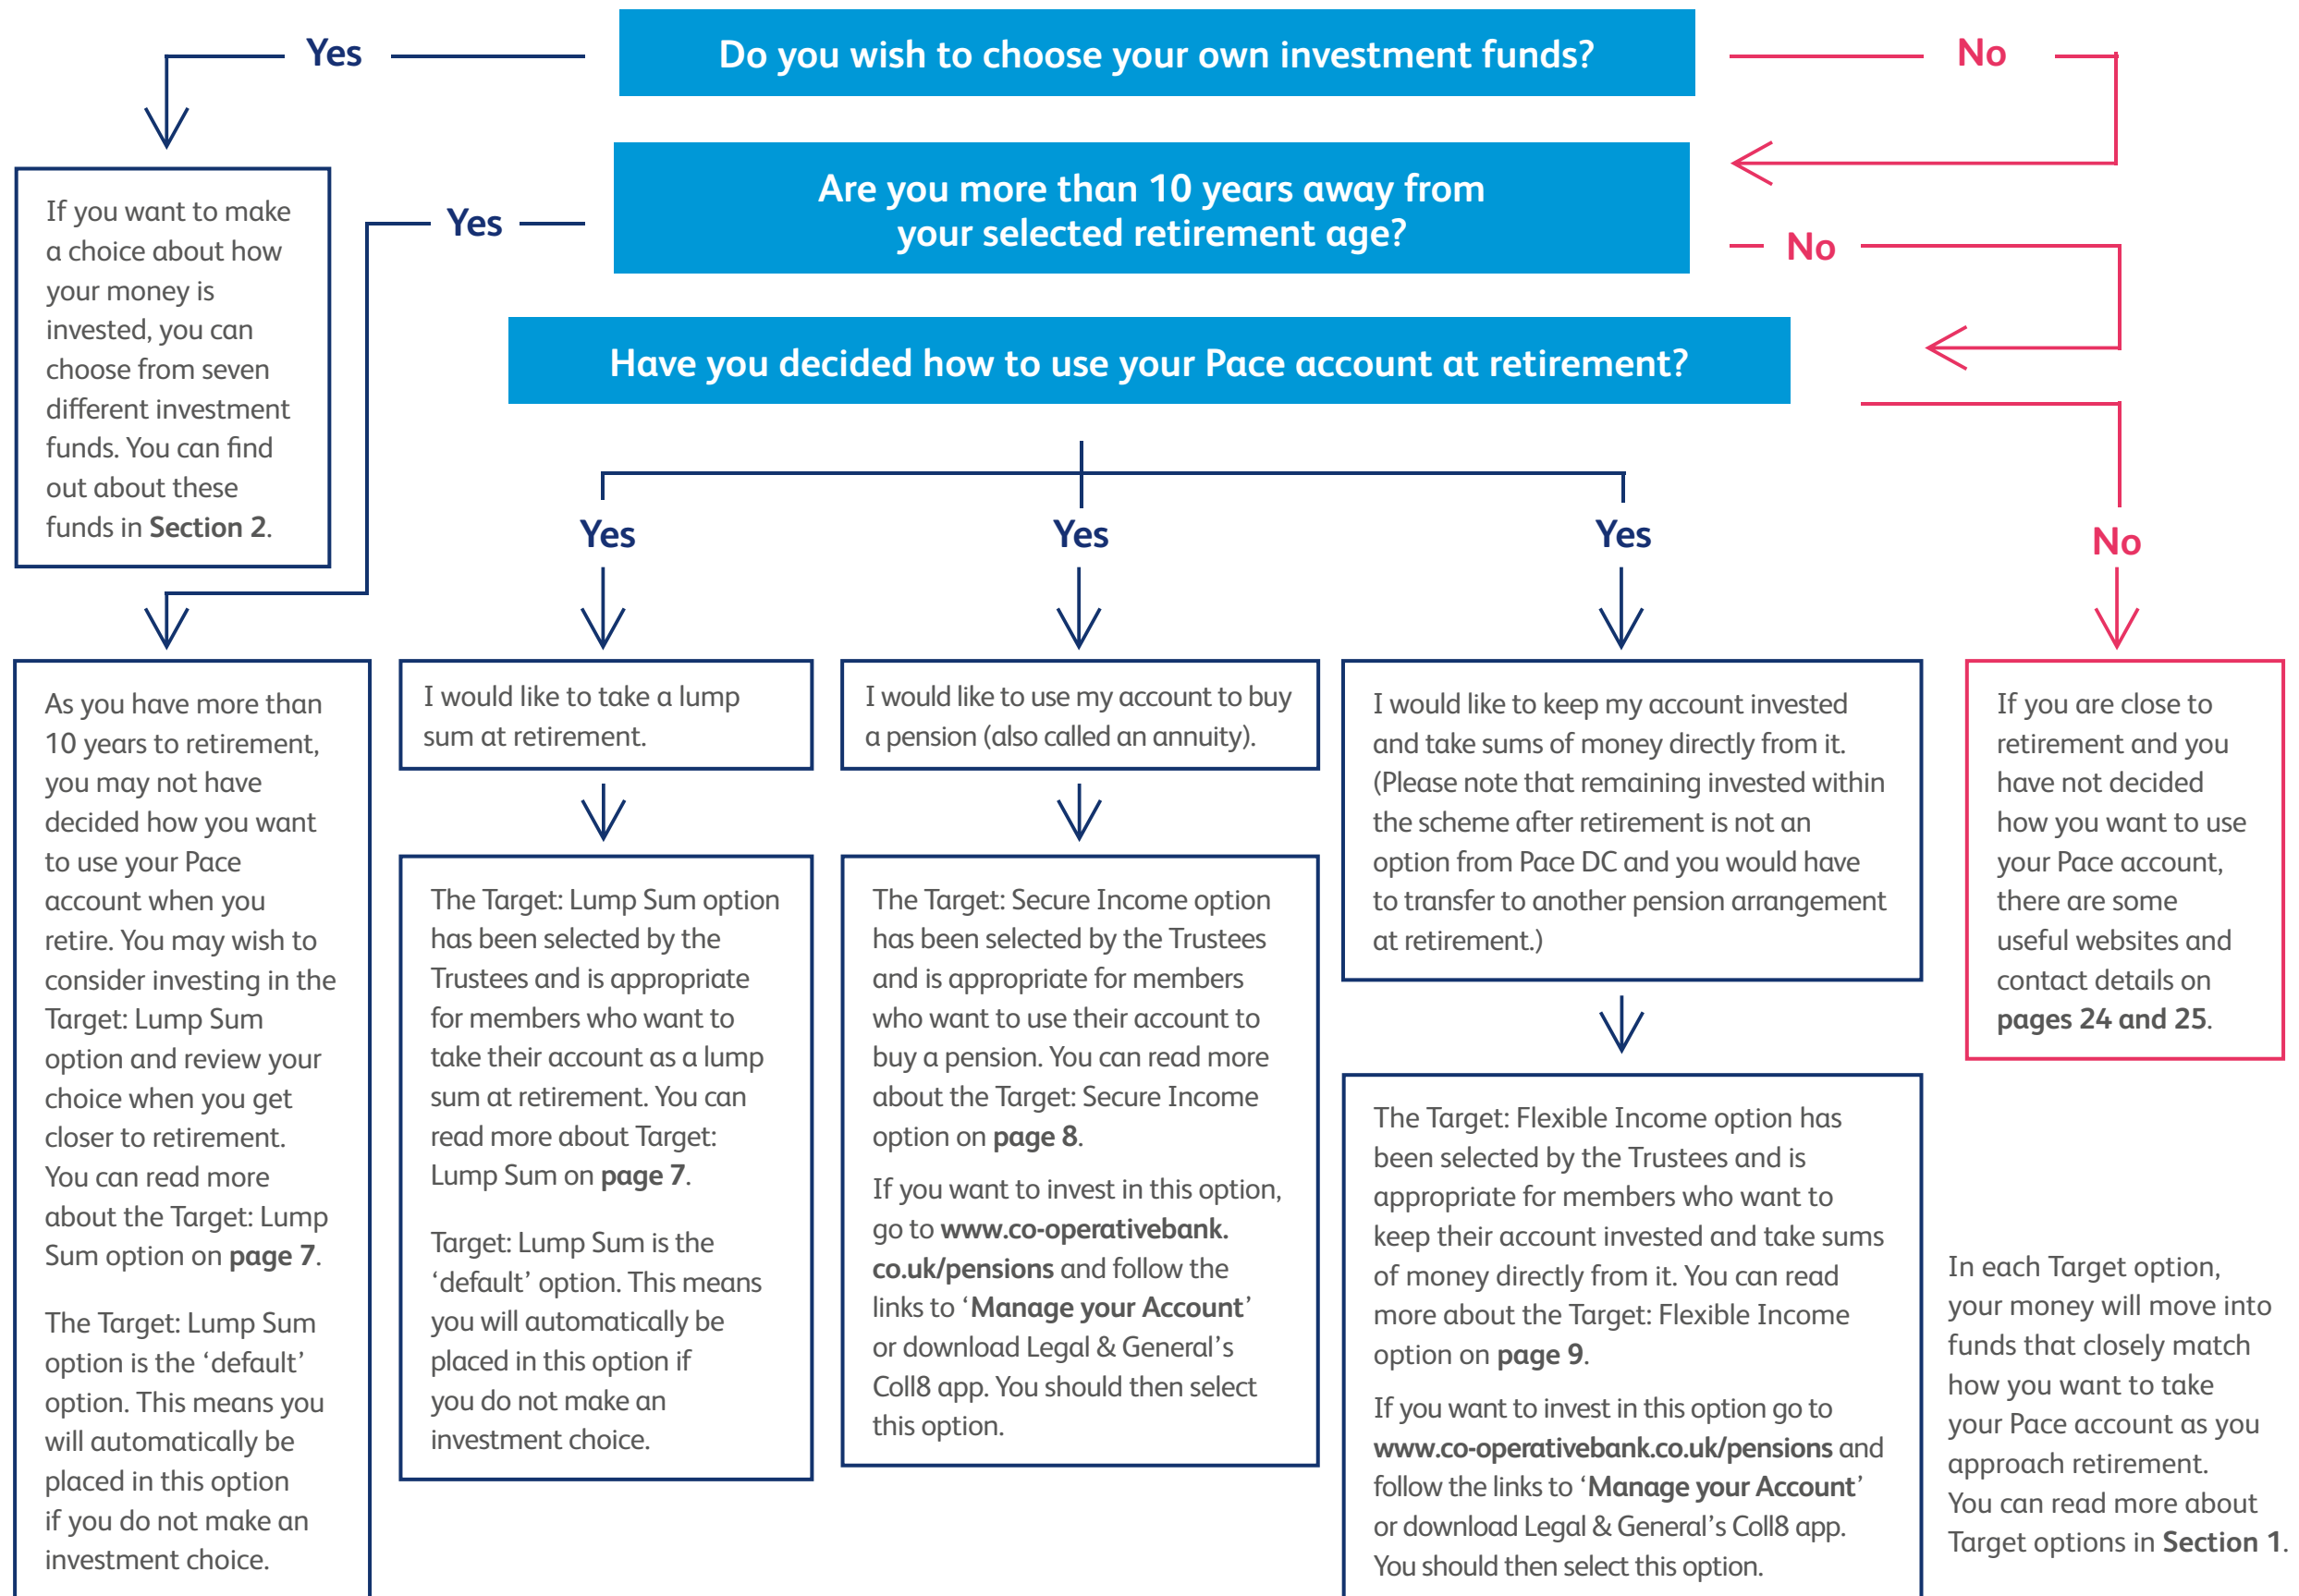 Do you wish to choose your own investment funds?
Yes
No
If you want to make
a choice about how
your money is
invested, you can
choose from seven
different investment
funds. You can find
out about these
funds in Section 2.
Are you more than 10 years away from
your selected retirement age?
Yes
No
As you have more than
10 years to retirement,
you may not have
decided how you want
to use your Pace
account when you
retire. You may wish to
consider investing in the
Target: Lump Sum
option and review your
choice when you get
closer to retirement.
You can read more
about the Target: Lump
Sum option on page 7.
The Target: Lump Sum
option is the ‘default’
option. This means you
will automatically be
placed in this option
if you do not make an
investment choice.
Have you decided how to use your Pace account at retirement?
Yes
I would like to take a lump
sum at retirement.
The Target: Lump Sum option
has been selected by the
Trustees and is appropriate
for members who want to
take their account as a lump
sum at retirement. You can
read more about Target:
Lump Sum on page 7.
Target: Lump Sum is the
‘default’ option. This means
you will automatically be
placed in this option if
you do not make an
investment choice.
Yes
I would like to use my account to buy
a pension (also called an annuity).
The Target: Secure Income option
has been selected by the Trustees
and is appropriate for members
who want to use their account to
buy a pension. You can read more
about the Target: Secure Income
option on page 8.
If you want to invest in this option,
go to www.co-operativebank.
co.uk/pensions and follow the
links to ‘Manage your Account’
or download Legal & General’s
Coll8 app. You should then select
this option.
Yes
I would like to keep my account invested
and take sums of money directly from it.
(Please note that remaining invested within
the scheme after retirement is not an
option from Pace DC and you would have
to transfer to another pension arrangement
at retirement.)
The Target: Flexible Income option has
been selected by the Trustees and is
appropriate for members who want to
keep their account invested and take sums
of money directly from it. You can read
more about the Target: Flexible Income
option on page 9.
If you want to invest in this option go to
www.co-operativebank.co.uk/pensions and
follow the links to ‘Manage your Account’
or download Legal & General’s Coll8 app.
You should then select this option.
No
If you are close to
retirement and you
have not decided
how you want to use
your Pace account,
there are some
useful websites and
contact details on
pages 24 and 25.
In each Target option,
your money will move into
funds that closely match
how you want to take
your Pace account as you
approach retirement.
You can read more about
Target options in Section 1.